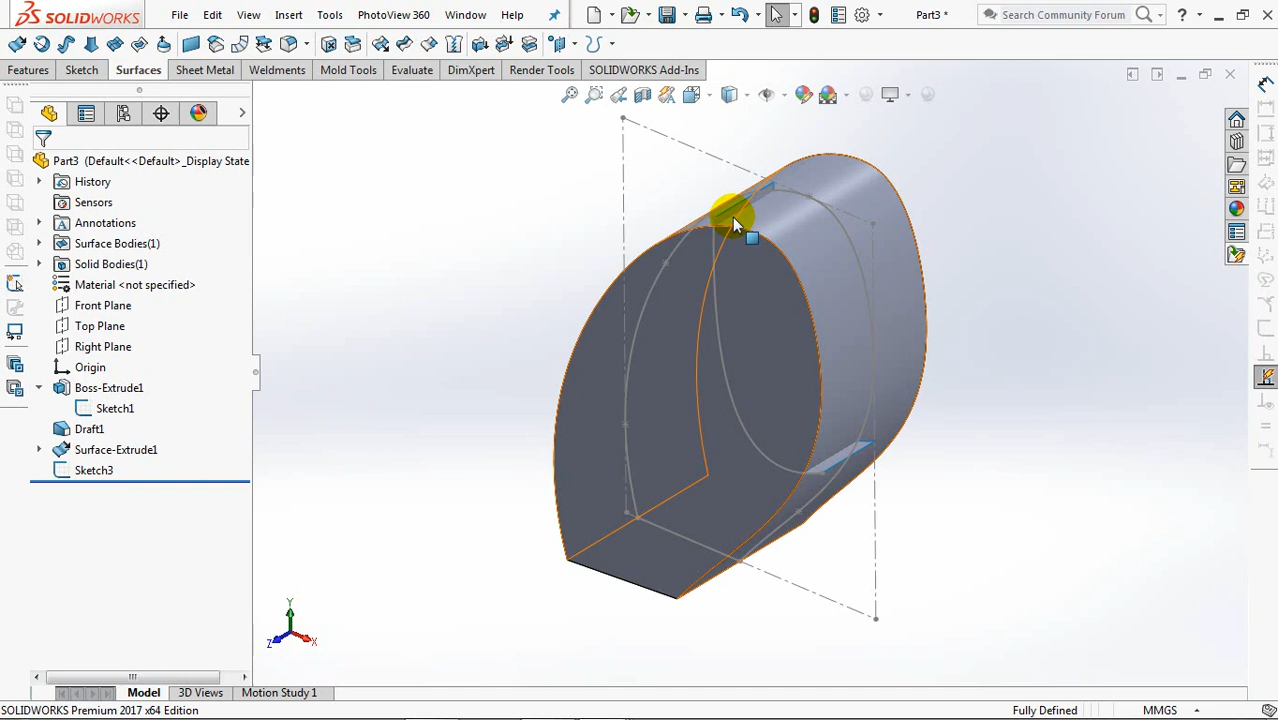 SOLIDWORKS File Edit View Insert Tools PhotoView 360 Window Help Part3 * Search Community Forum ?
Features Sketch Surfaces Sheet Metal Weldments Mold Tools Evaluate DimXpert Render Tools SOLIDWORKS Add-Ins
Part3 (Default<<Default>_Display State
History
Sensors
Annotations
Surface Bodies(1)
Solid Bodies(1)
Material <not specified>
Front Plane
Top Plane
Right Plane
Origin
Boss-Extrude1
Sketch1
Draft1
Surface-Extrude1
Sketch3
Y
Z X
Model 3D Views Motion Study 1
SOLIDWORKS Premium 2017 x64 Edition Fully Defined MMGS